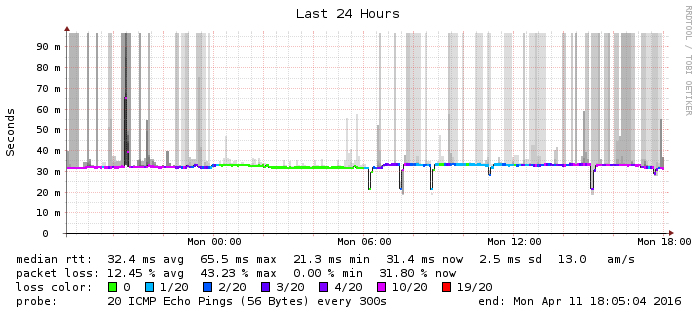 Last 24 Hours
RRDTOOL / TOBI OETIKER
Seconds
90 m
80 m
70 m
60 m
50 m
40 m
30 m
20 m
10 m
0
Mon 00:00 Mon 06:00 Mon 12:00 Mon 18:00
median rtt: 32.4 ms avg 65.5 ms max 21.3 ms min 31.4 ms now 2.5 ms sd 13.0 am/s
packet loss: 12.45 % avg 43.23 % max 0.00 % min 31.80 % now
loss color: 0 1/20 2/20 3/20 4/20 10/20 19/20
probe: 20 ICMP Echo Pings (56 Bytes) every 300s end: Mon Apr 11 18:05:04 2016